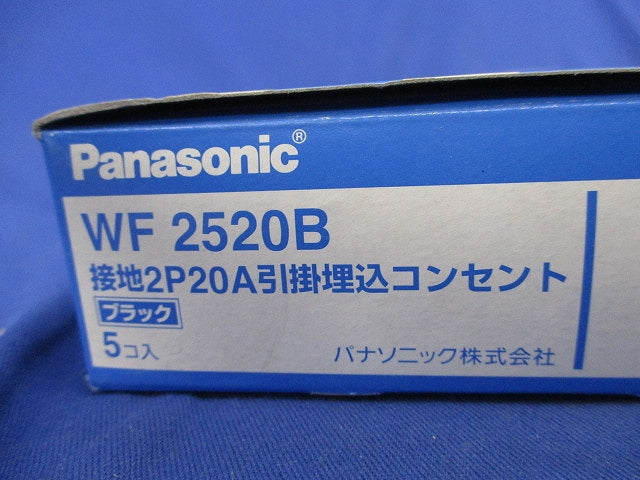 Panasonic®
WF 2520B
接地2P20A引掛埋込コンセント
ブラック
5コ入
パナソニック株式会社